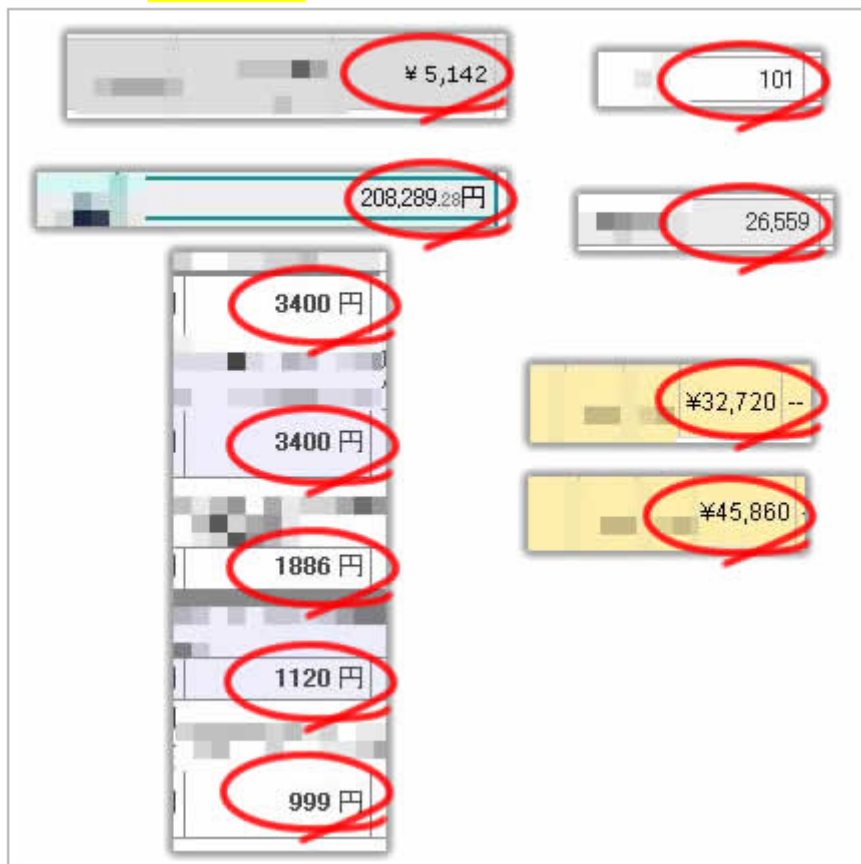 ¥ 5,142
101
208,289.28円
26,559
3400 円
3400 円
1886 円
1120 円
999 円
¥32,720 --
¥45,860